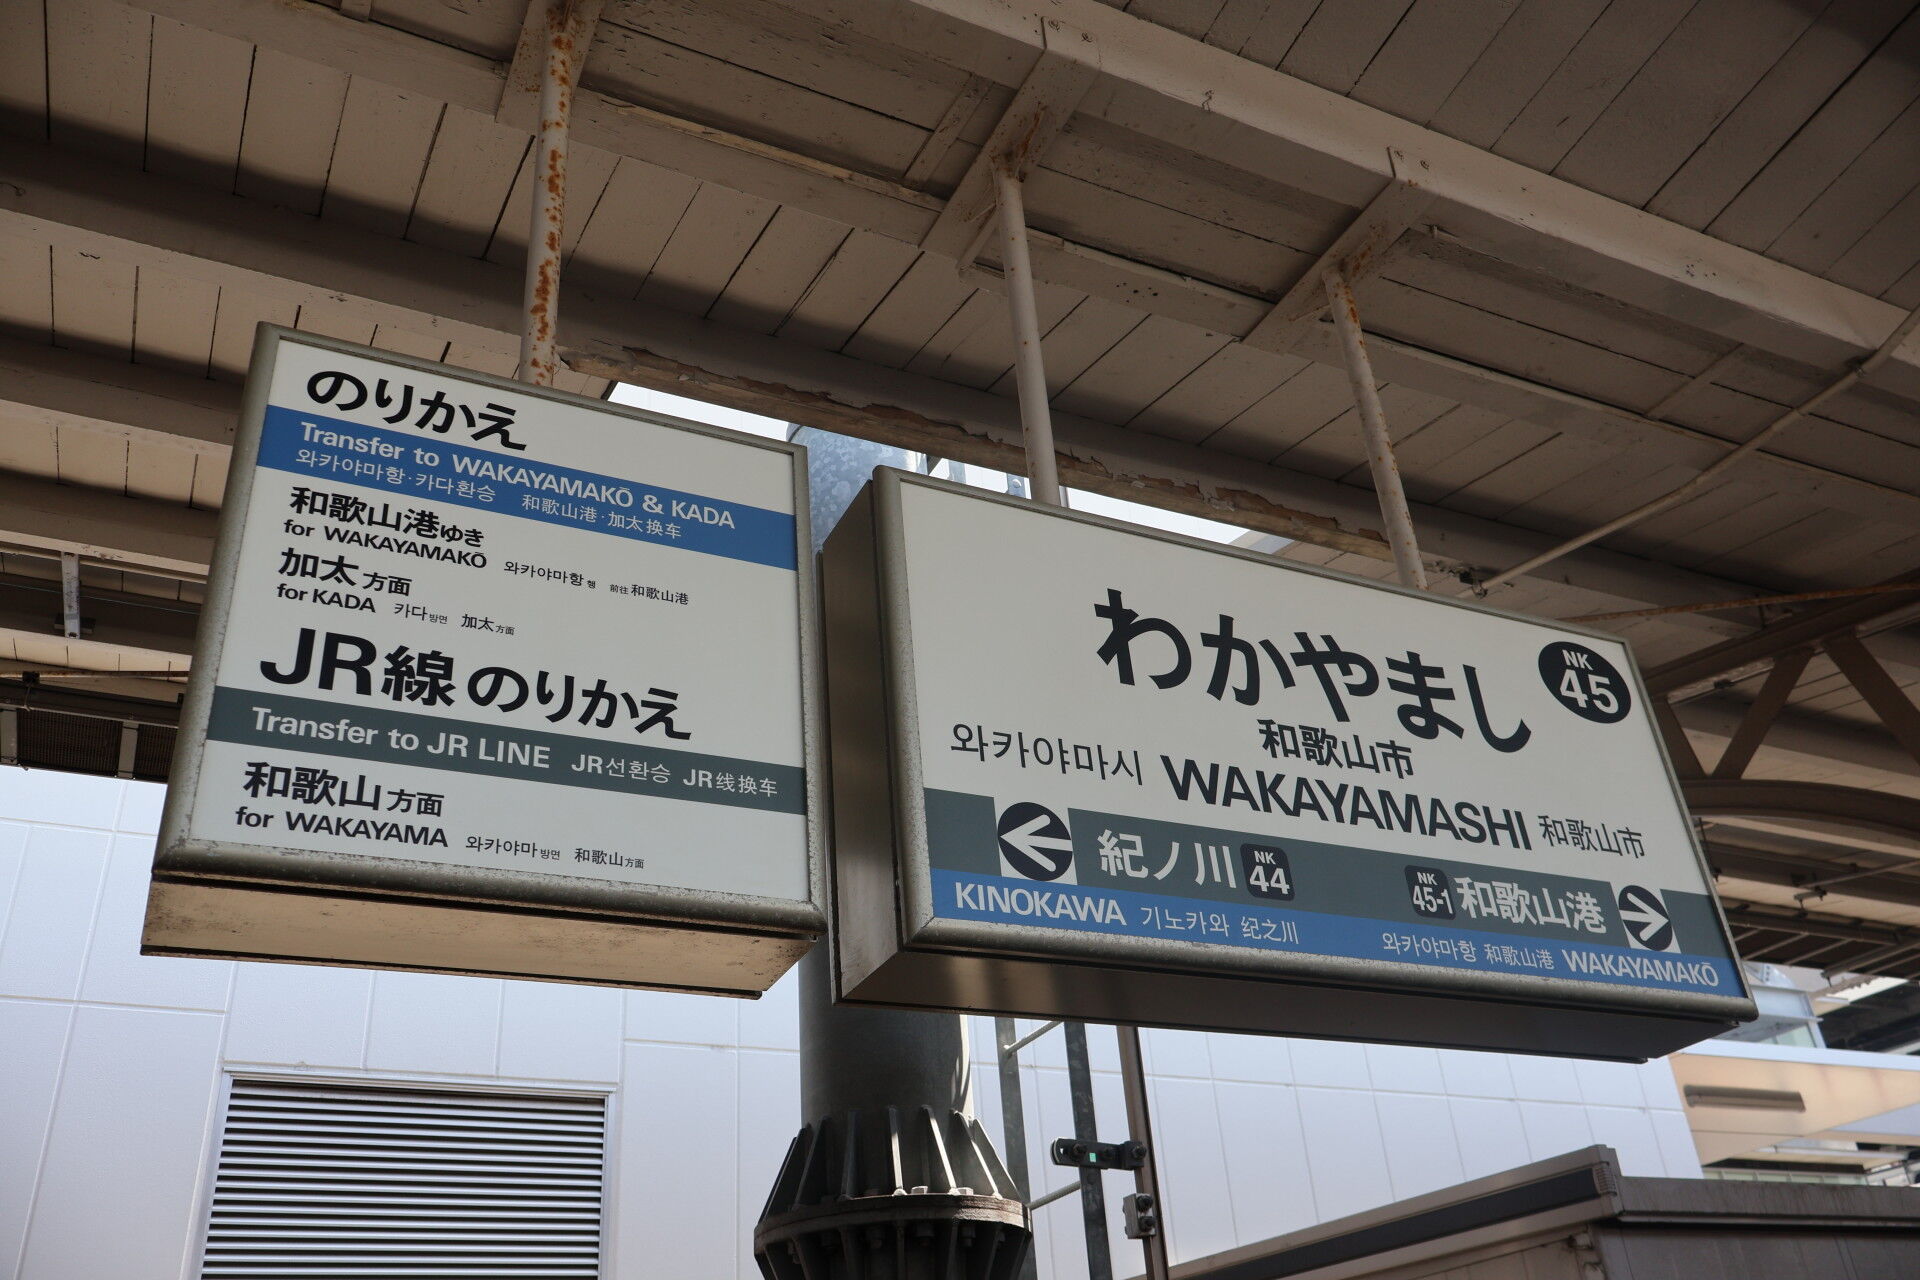 のりかえ
Transfer to WAKAYAMAKŌ & KADA
와카야마항·카다환승 和歌山港·加太换车
和歌山港ゆき
for WAKAYAMAKŌ 와카야마항 행 前往 和歌山港
加太 方面
for KADA 카다 방면 加太 方面
JR線のりかえ
Transfer to JR LINE JR선환승 JR线换车
和歌山 方面
for WAKAYAMA 와카야마 방면 和歌山 方面
わかやまし
NK
45
和歌山市
와카야마시 WAKAYAMASHI 和歌山市
紀ノ川 NK 44
NK 45-1 和歌山港
KINOKAWA 기노카와 纪之川
와카야마항 和歌山港 WAKAYAMAKŌ